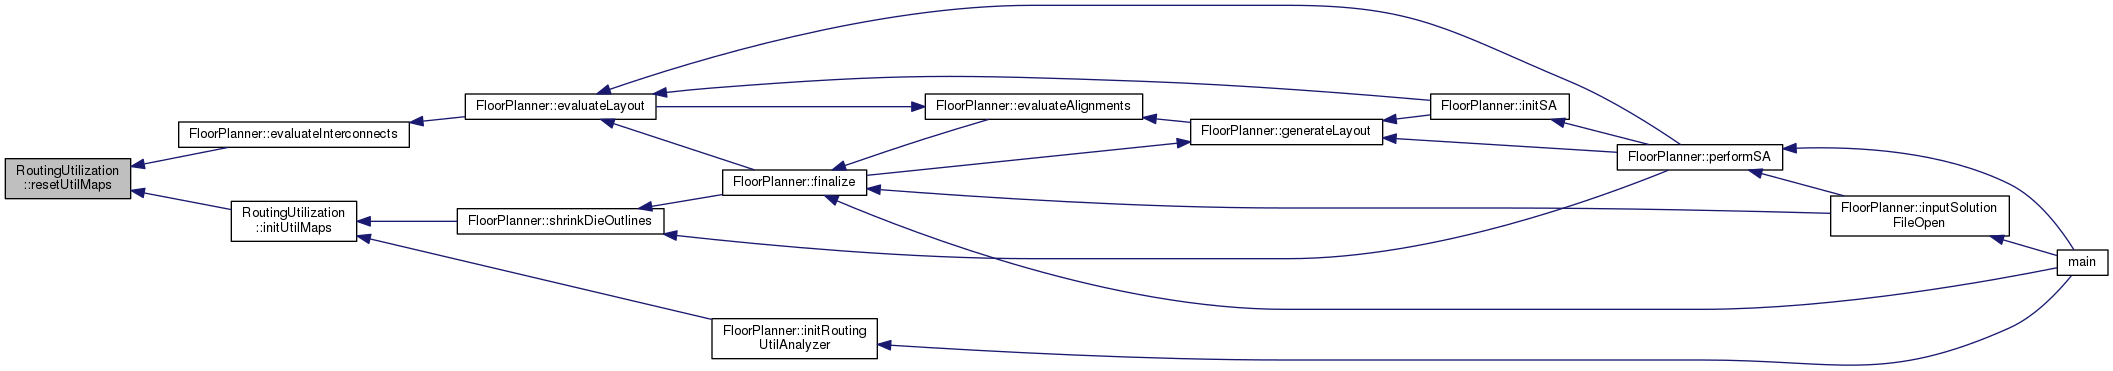 RoutingUtilization
::resetUtilMaps
FloorPlanner::evaluateInterconnects
RoutingUtilization
::initUtilMaps
FloorPlanner::evaluateLayout
FloorPlanner::shrinkDieOutlines
FloorPlanner::finalize
FloorPlanner::initRouting
UtilAnalyzer
FloorPlanner::evaluateAlignments
FloorPlanner::generateLayout
FloorPlanner::initSA
FloorPlanner::performSA
FloorPlanner::inputSolution
FileOpen
main